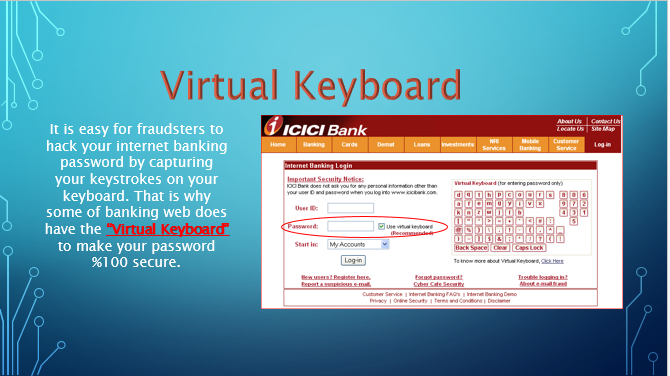 Virtual Keyboard
It is easy for fraudsters to
hack your internet banking
password by capturing
your keystrokes on your
keyboard. That is why
some of banking web does
have the "Virtual Keyboard"
to make your password
%100 secure.
ICICI Bank
About Us | Contact Us
Locate Us | Site Map
Home Banking Cards Demat Loans Investments NRI Services Mobile Banking Customer Service Log-in
Internet Banking Login
Important Security Notice:
ICICI Bank does not ask you for any personal information other than
your user ID and password when you log into www.icicibank.com.
User ID:
Password:
Use virtual keyboard
(Recommended)
Start in: My Accounts
Log-in
Virtual Keyboard (for entering password only)
Back Space Clear Caps Lock
To know more about Virtual Keyboard, Click Here
New users? Register here. Forgot password? Trouble logging in?
Report a suspicious e-mail. Cyber Cafe Security About e-mail fraud
Customer Service | Internet Banking FAQ's | Internet Banking Demo
Privacy | Online Security | Terms and Conditions | Disclaimer